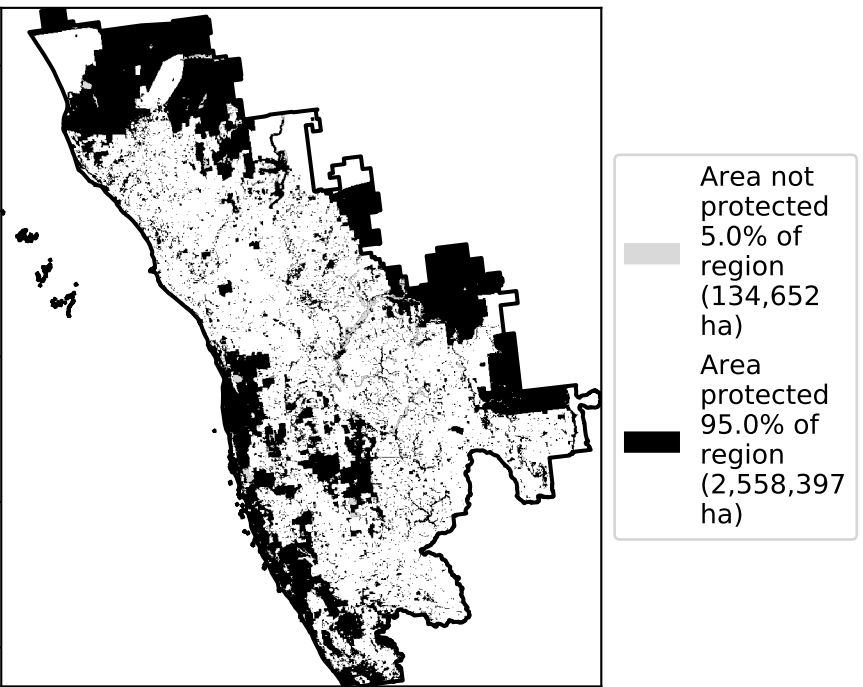 Area not
protected
5.0% of
region
(134,652
ha)
Area
protected
95.0% of
region
(2,558,397
ha)